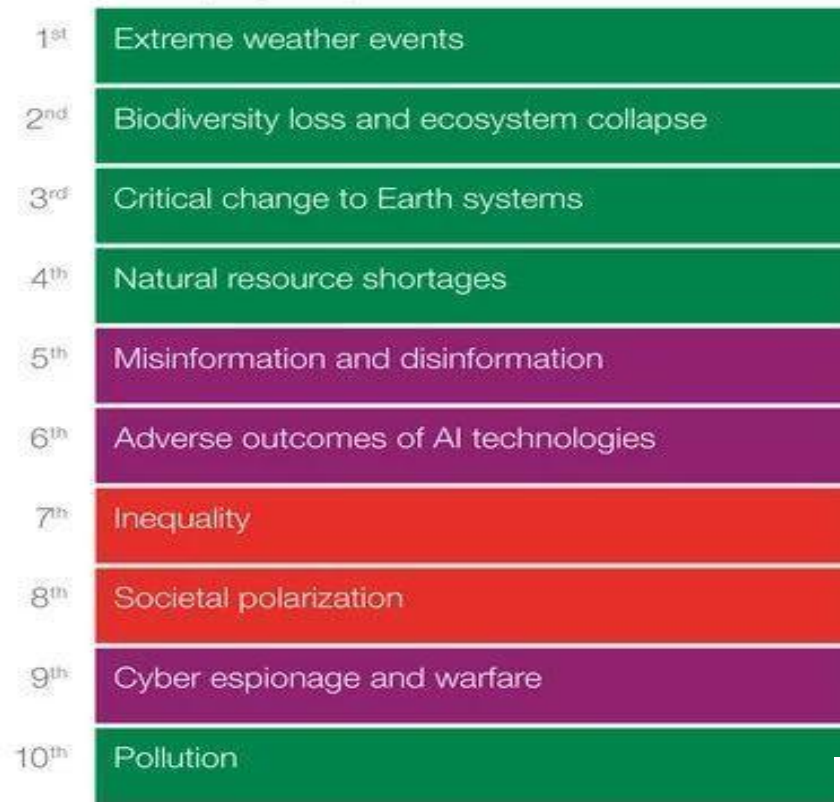 1st Extreme weather events
2nd Biodiversity loss and ecosystem collapse
3rd Critical change to Earth systems
4th Natural resource shortages
5th Misinformation and disinformation
6th Adverse outcomes of AI technologies
7th Inequality
8th Societal polarization
9th Cyber espionage and warfare
10th Pollution